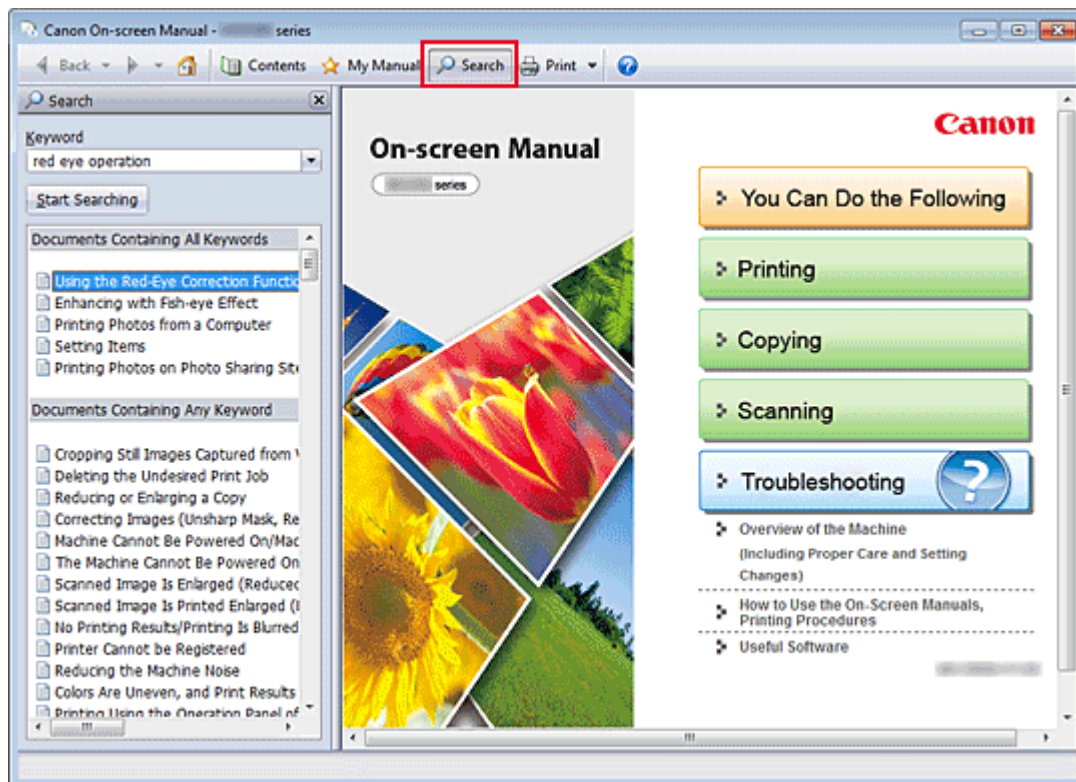 Canon On-screen Manual - series
Back Contents My Manual Search Print
Search
Keyword
red eye operation
Start Searching
Documents Containing All Keywords
Using the Red-Eye Correction Functio
Enhancing with Fish-eye Effect
Printing Photos from a Computer
Setting Items
Printing Photos on Photo Sharing Site
Documents Containing Any Keyword
Cropping Still Images Captured from V
Deleting the Undesired Print Job
Reducing or Enlarging a Copy
Correcting Images (Unsharp Mask, Re
Machine Cannot Be Powered On/Mac
The Machine Cannot Be Powered On
Scanned Image Is Enlarged (Reduced
Scanned Image Is Printed Enlarged (
No Printing Results/Printing Is Blurred
Printer Cannot be Registered
Reducing the Machine Noise
Colors Are Uneven, and Print Results
Printing Using the Operation Panel of
On-screen Manual
series
Canon
You Can Do the Following
Printing
Copying
Scanning
Troubleshooting
?
Overview of the Machine
(Including Proper Care and Setting
Changes)
How to Use the On-Screen Manuals,
Printing Procedures
Useful Software